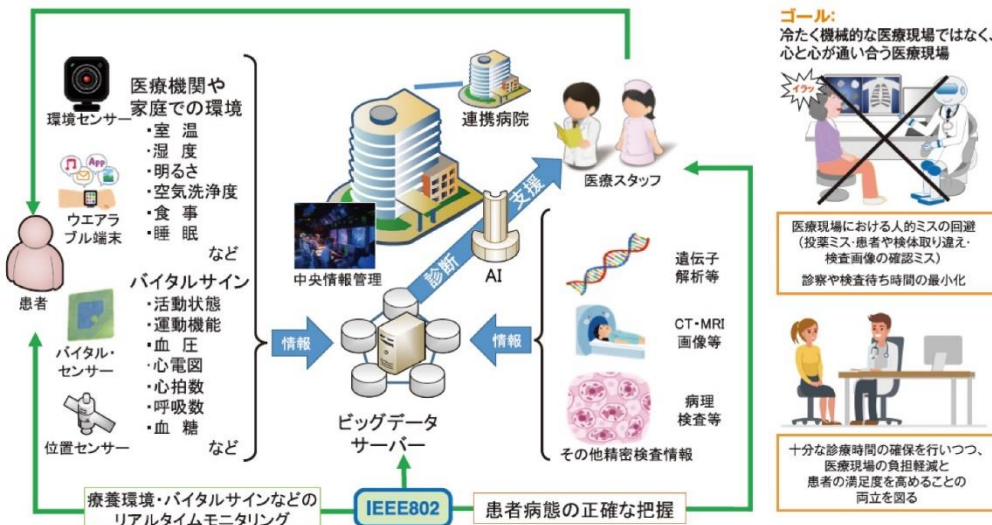 環境センサー
ウエアラ
ブル端末
患者
バイタル・
センサー
位置センサー
医療機関や
家庭での環境
・室 温
・湿 度
・明るさ
・空気洗浄度
・食 事
・睡 眠
など
バイタルサイン
・活動状態
・運動機能
・血 圧
・心電図
・心拍数
・呼吸数
・血 糖
など
App
情報
連携病院
中央情報管理
医療スタッフ
診断
支援
AI
ビッグデータ
サーバー
情報
遺伝子
解析等
CT・MRI
画像等
病理
検査等
その他精密検査情報
療養環境・バイタルサインなどの
リアルタイムモニタリング
IEEE802
患者病態の正確な把握
ゴール:
冷たく機械的な医療現場ではなく、
心と心が通い合う医療現場
イラッ
医療現場における人的ミスの回避
(投薬ミス・患者や検体取り違え・
検査画像の確認ミス)
診察や検査待ち時間の最小化
十分な診療時間の確保を行いつつ、
医療現場の負担軽減と
患者の満足度を高めることの
両立を図る